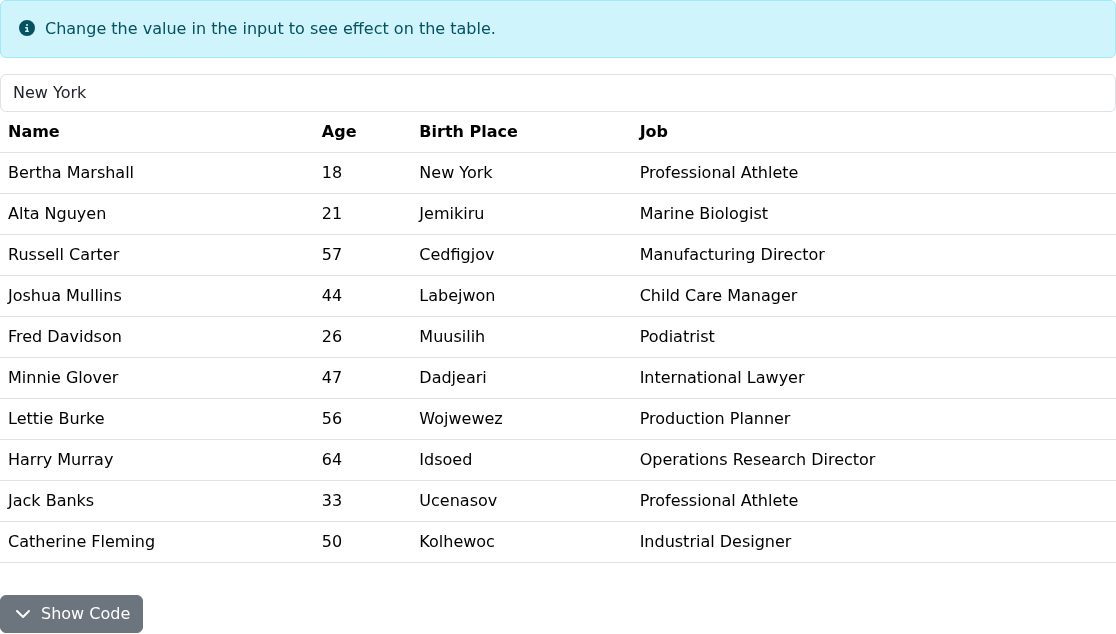 Change the value in the input to see effect on the table.
New York
Name Age Birth Place Job
Bertha Marshall 18 New York Professional Athlete
Alta Nguyen 21 Jemikiru Marine Biologist
Russell Carter 57 Cedfigjov Manufacturing Director
Joshua Mullins 44 Labejwon Child Care Manager
Fred Davidson 26 Muusilih Podiatrist
Minnie Glover 47 Dadjeari International Lawyer
Lettie Burke 56 Wojwewez Production Planner
Harry Murray 64 Idsoed Operations Research Director
Jack Banks 33 Ucenasov Professional Athlete
Catherine Fleming 50 Kolhewoc Industrial Designer
Show Code